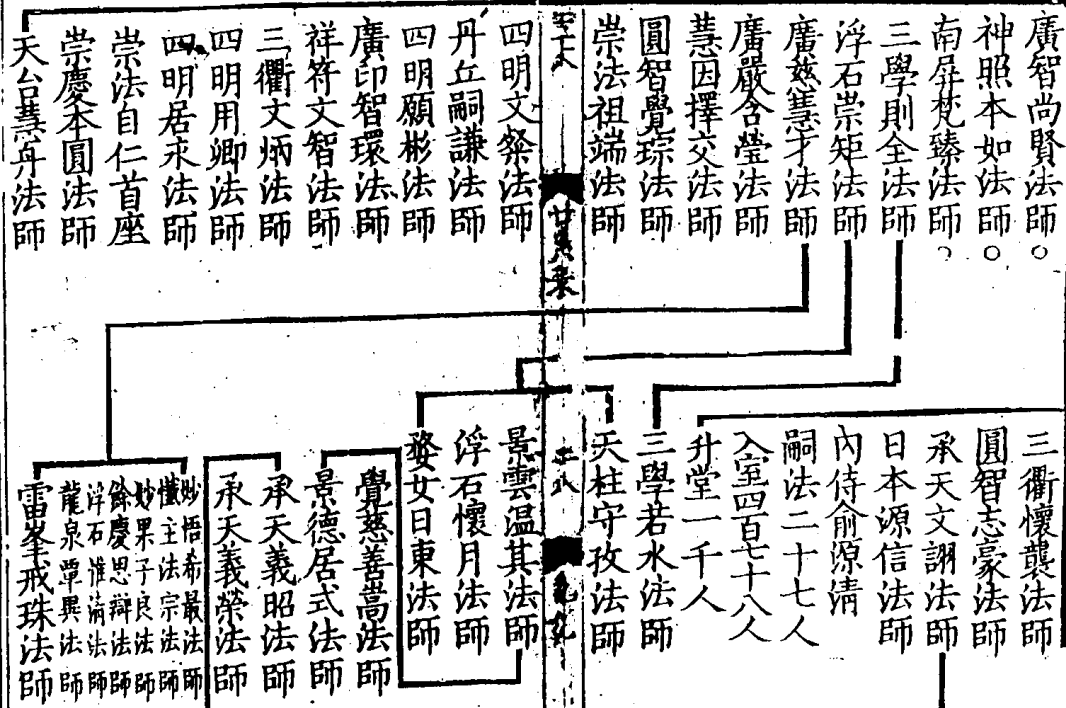 廣智尚賢法師
神照本如法師
南屏梵臻法師
三學則全法師
浮石崇矩法師
廣慈慧才法師
廣嚴含瑩法師
慧因擇交法師
圓智覺琮法師
崇法祖端法師
四明文粲法師
丹丘嗣謙法師
四明願彬法師
廣印智環法師
祥符文智法師
三衢文炳法師
四明用卿法師
四明居永法師
崇法自仁首座
崇慶本圓法師
天台慧舟法師
三衢懷襲法師
圓智志豪法師
承天文詡法師
日本源信法師
內侍俞源清
嗣法二十七人
入室四百七十八人
升堂一千人
三學若水法師
天柱守孜法師
景雲溫其法師
浮石懷月法師
婺女日東法師
覺慈善嵩法師
景德居式法師
承天義昭法師
承天義榮法師
妙悟希最法師
懺主法宗法師
妙果子良法師
餘慶思辯法師
浮石惟清法師
龍泉覃異法師
雷峯戒珠法師